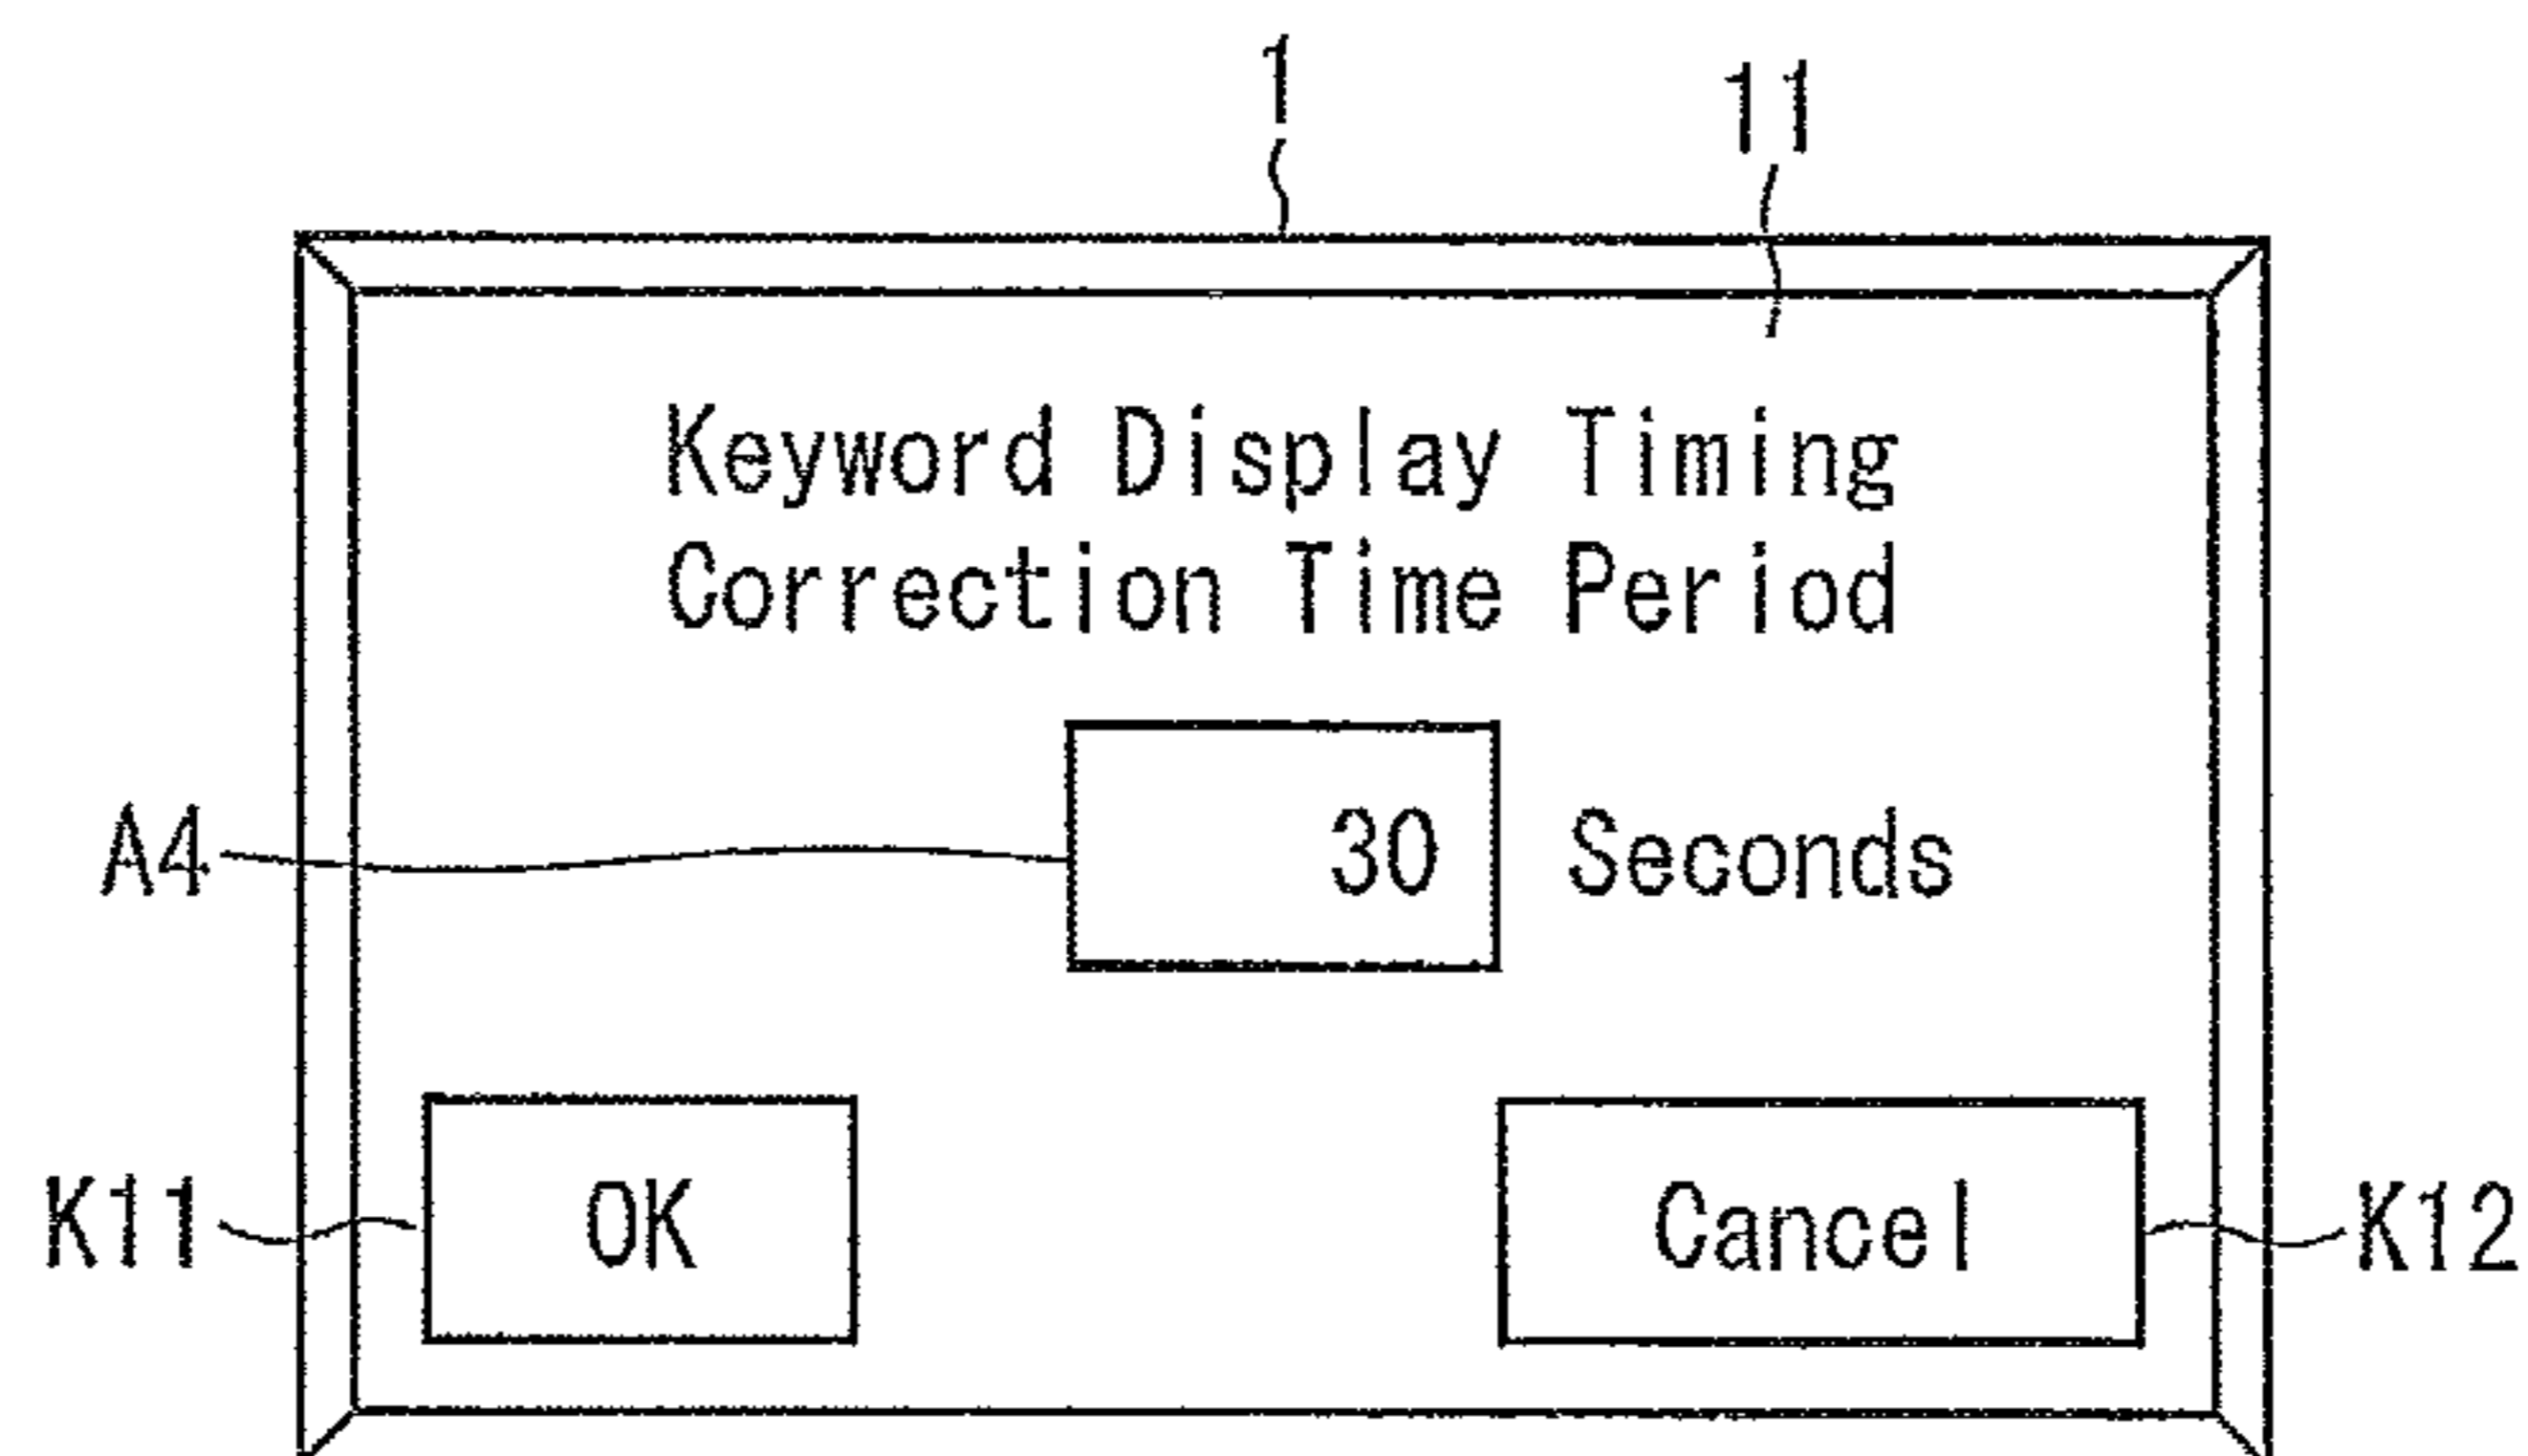 1
11
Keyword Display Timing
Correction Time Period
A4
30 Seconds
K11
OK
Cancel
K12